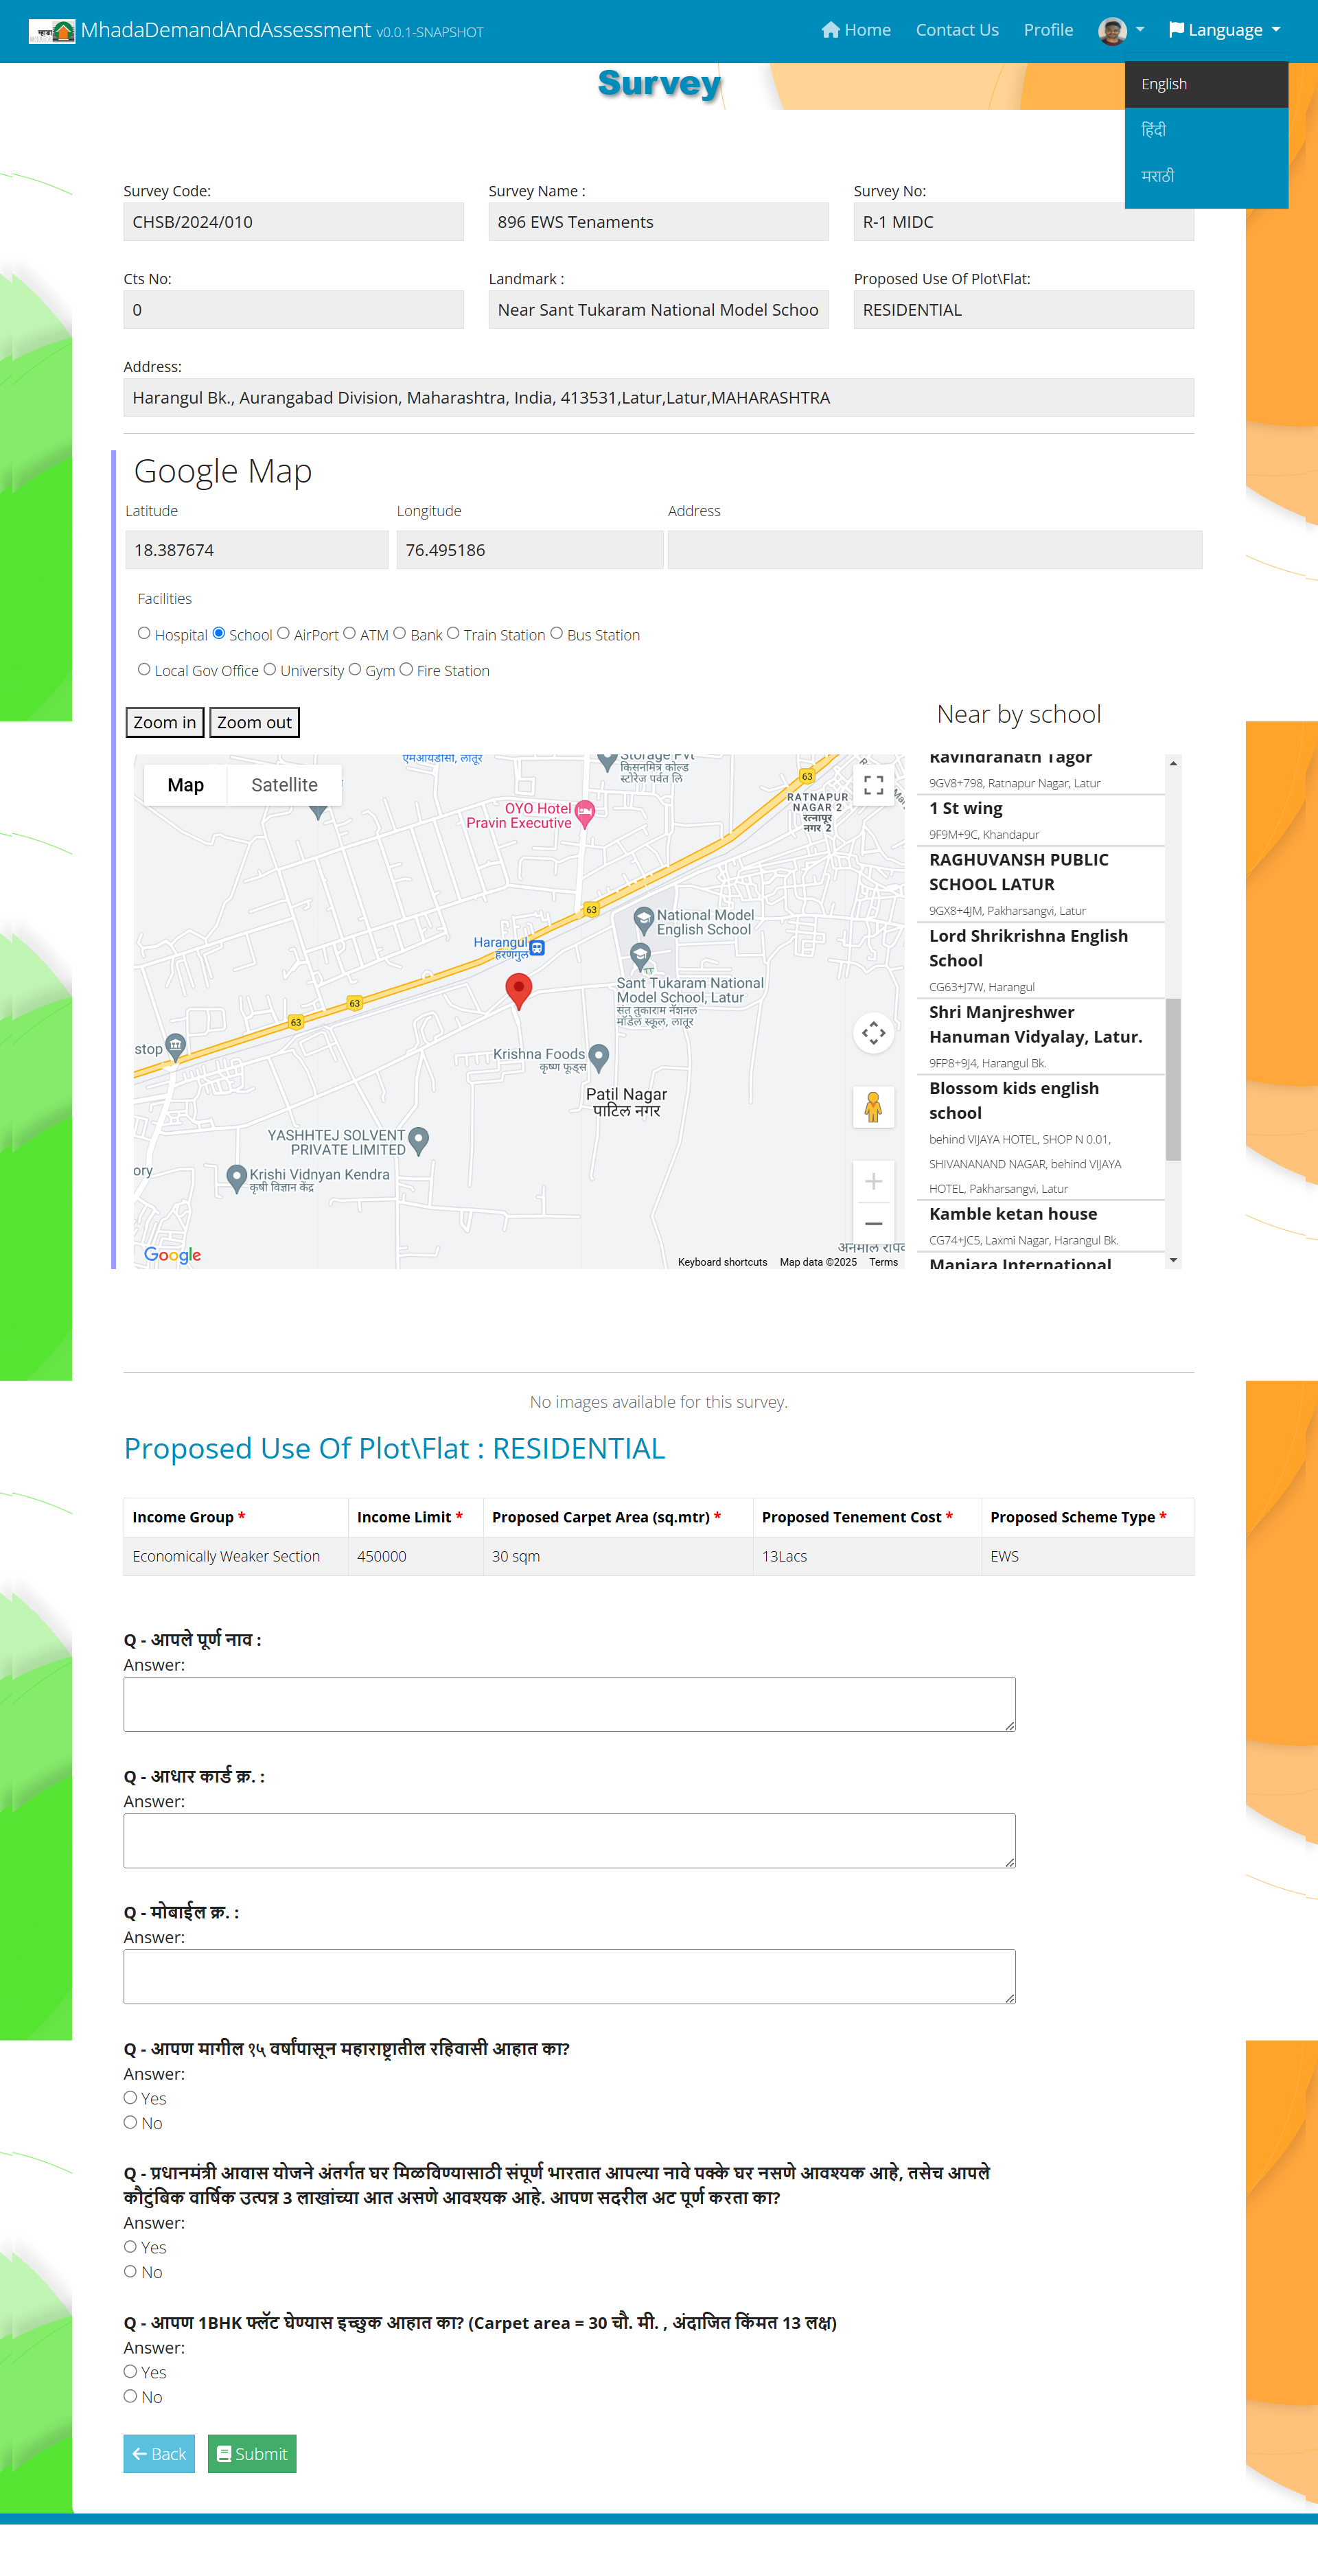 MhadaDemandAndAssessment v0.0.1-SNAPSHOT
Home Contact Us Profile Language
English
हिंदी
मराठी
Survey
Survey Code: Survey Name : Survey No:
CHSB/2024/010 896 EWS Tenaments R-1 MIDC
Cts No: Landmark : Proposed Use Of Plot\Flat:
0 Near Sant Tukaram National Model Schoo RESIDENTIAL
Address:
Harangul Bk., Aurangabad Division, Maharashtra, India, 413531,Latur,Latur,MAHARASHTRA
Google Map
Latitude Longitude Address
18.387674 76.495186
Facilities
Hospital School AirPort ATM Bank Train Station Bus Station
Local Gov Office University Gym Fire Station
Zoom in Zoom out
Near by school
Map Satellite
एमआयडीसी, लातूर
Storage Pvt
किसनमित्र कोल्ड
स्टोरेज पर्वत लि
63
RATNAPUR
NAGAR 2
रत्नापूर
नगर 2
OYO Hotel
Pravin Executive
63
National Model
English School
Harangul
हरणगुल
Sant Tukaram National
Model School, Latur
संत तुकाराम नॅशनल
मॉडेल स्कूल, लातूर
63
63
stop
Krishna Foods
कृष्ण फूड्स
Patil Nagar
पाटिल नगर
YASHHTEJ SOLVENT
PRIVATE LIMITED
ory
Krishi Vidnyan Kendra
कृषी विज्ञान केंद्र
Google
Keyboard shortcuts Map data ©2025 Terms
Ravindranath Tagor
9GV8+798, Ratnapur Nagar, Latur
1 St wing
9F9M+9C, Khandapur
RAGHUVANSH PUBLIC
SCHOOL LATUR
9GX8+4JM, Pakharsangvi, Latur
Lord Shrikrishna English
School
CG63+J7W, Harangul
Shri Manjreshwer
Hanuman Vidyalay, Latur.
9FP8+9J4, Harangul Bk.
Blossom kids english
school
behind VIJAYA HOTEL, SHOP N 0.01,
SHIVANANAND NAGAR, behind VIJAYA
HOTEL, Pakharsangvi, Latur
Kamble ketan house
CG74+JC5, Laxmi Nagar, Harangul Bk.
Manjara International
No images available for this survey.
Proposed Use Of Plot\Flat : RESIDENTIAL
Income Group * Income Limit * Proposed Carpet Area (sq.mtr) * Proposed Tenement Cost * Proposed Scheme Type *
Economically Weaker Section 450000 30 sqm 13Lacs EWS
Q - आपले पूर्ण नाव :
Answer:
Q - आधार कार्ड क्र. :
Answer:
Q - मोबाईल क्र. :
Answer:
Q - आपण मागील १५ वर्षांपासून महाराष्ट्रातील रहिवासी आहात का?
Answer:
Yes
No
Q - प्रधानमंत्री आवास योजने अंतर्गत घर मिळविण्यासाठी संपूर्ण भारतात आपल्या नावे पक्के घर नसणे आवश्यक आहे, तसेच आपले
कौटुंबिक वार्षिक उत्पन्न 3 लाखांच्या आत असणे आवश्यक आहे. आपण सदरील अट पूर्ण करता का?
Answer:
Yes
No
Q - आपण 1BHK फ्लॅट घेण्यास इच्छुक आहात का? (Carpet area = 30 चौ. मी. , अंदाजित किंमत 13 लक्ष)
Answer:
Yes
No
Back Submit